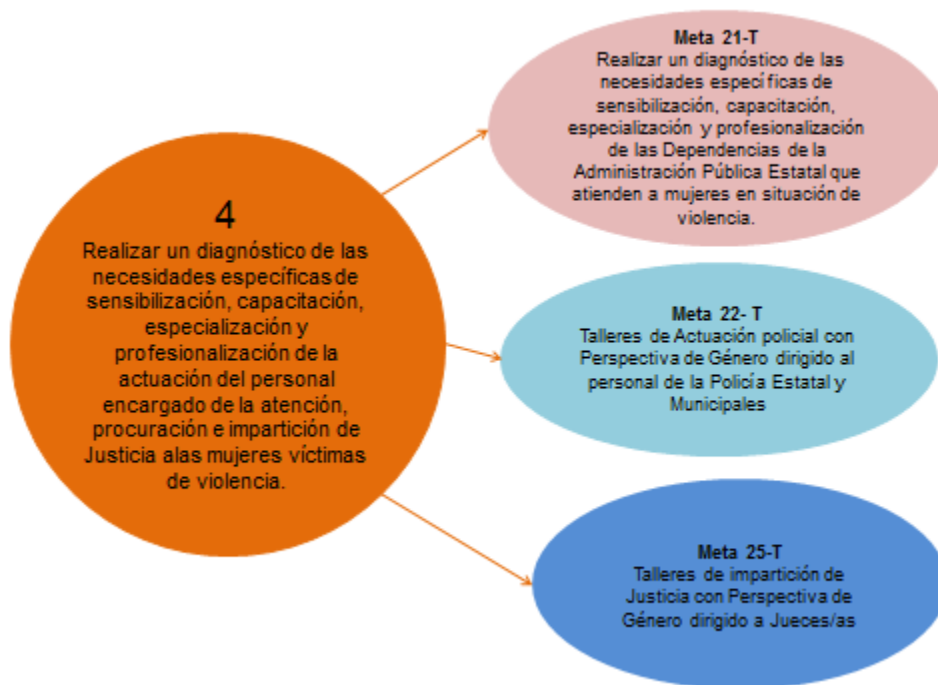 4
Realizar un diagnóstico de las
necesidades específicas de
sensibilización, capacitación,
especialización y
profesionalización de la
actuación del personal
encargado de la atención,
procuración e impartición de
Justicia alas mujeres víctimas
de violencia.
Meta 21-T
Realizar un diagnóstico de las
necesidades específicas de
sensibilización, capacitación,
especialización y profesionalización
de las Dependencias de la
Administración Pública Estatal que
atienden a mujeres en situación de
violencia.
Meta 22- T
Talleres de Actuación policial con
Perspectiva de Género dirigido al
personal de la Policía Estatal y
Municipales
Meta 25-T
Talleres de impartición de
Justicia con Perspectiva de
Género dirigido a Jueces/as